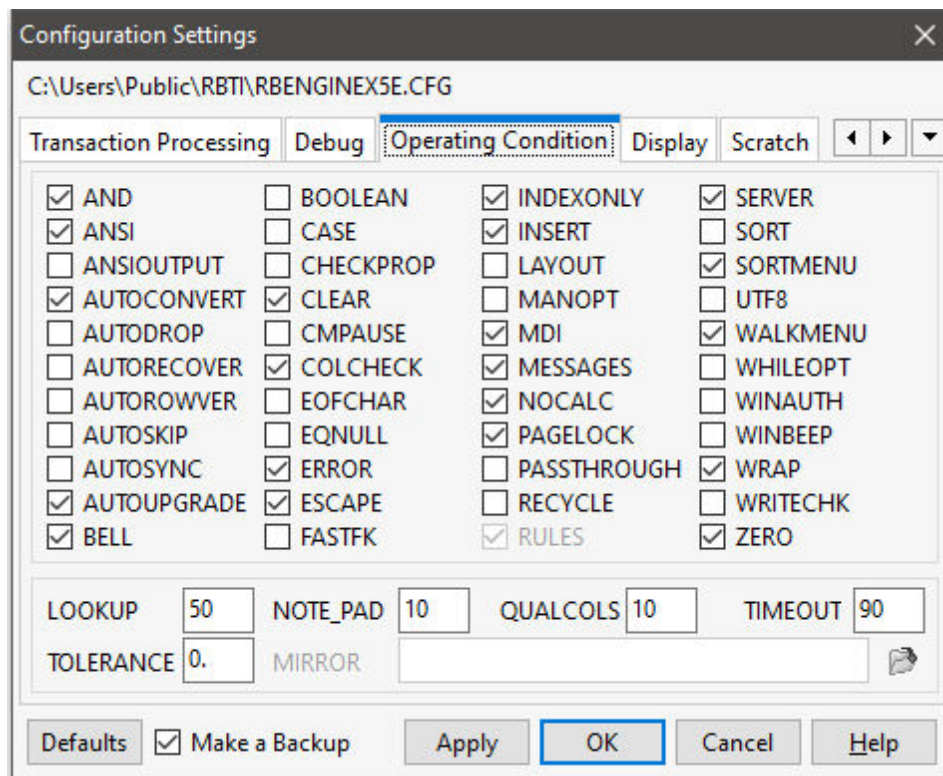 Configuration Settings
C:\Users\Public\RBTI\RBENGINEX5E.CFG
Transaction Processing Debug Operating Condition Display Scratch
AND BOOLEAN INDEXONLY SERVER
ANSI CASE INSERT SORT
ANSIOUTPUT CHECKPROP LAYOUT SORTMENU
AUTOCONVERT CLEAR MANOPT UTF8
AUTODROP CMPAUSE MDI WALKMENU
AUTORECOVER COLCHECK MESSAGES WHILEOPT
AUTOROWVER EOFCHAR NOCALC WINAUTH
AUTOSKIP EQNULL PAGELOCK WINBEEP
AUTOSYNC ERROR PASSTHROUGH WRAP
AUTOUPGRADE ESCAPE RECYCLE WRITECHK
BELL FASTFK RULES ZERO
LOOKUP 50 NOTE_PAD 10 QUALCOLS 10 TIMEOUT 90
TOLERANCE 0. MIRROR
Defaults Make a Backup Apply OK Cancel Help